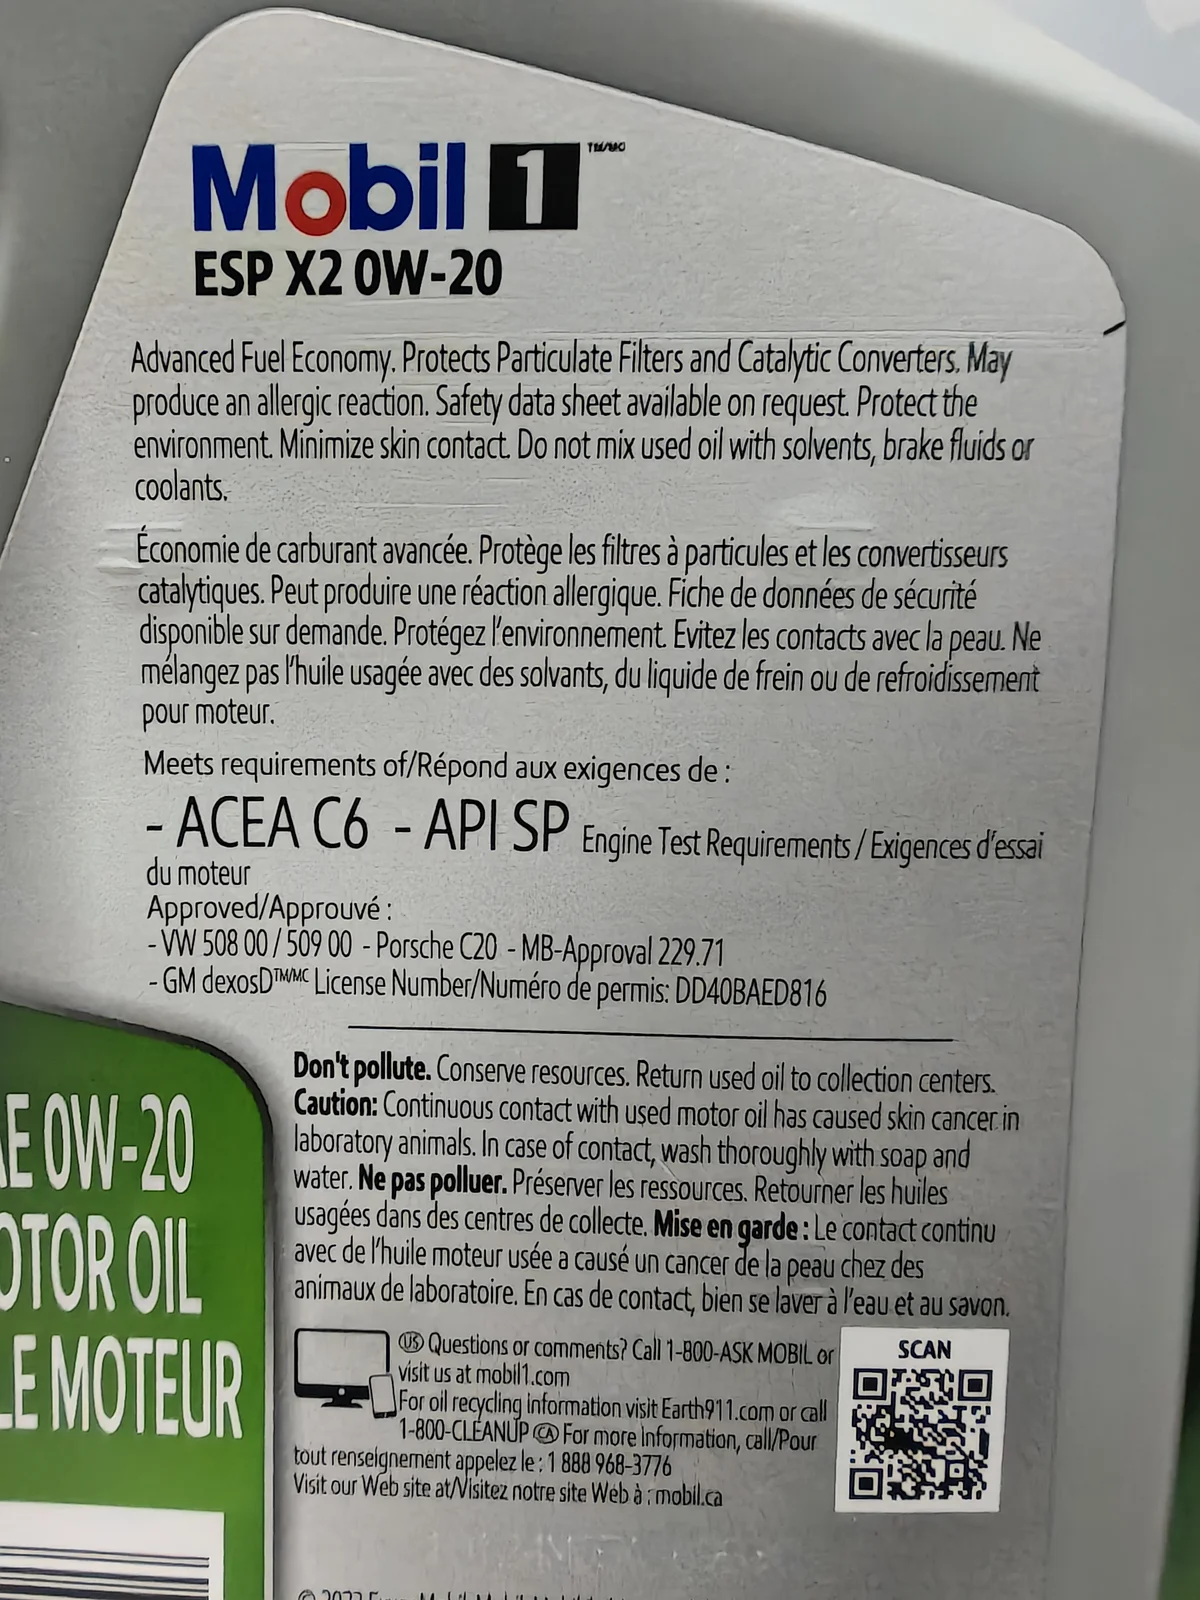 Mobil 1 TM/MC
ESP X2 0W-20
Advanced Fuel Economy. Protects Particulate Filters and Catalytic Converters. May
produce an allergic reaction. Safety data sheet available on request. Protect the
environment. Minimize skin contact. Do not mix used oil with solvents, brake fluids or
coolants.
Économie de carburant avancée. Protège les filtres à particules et les convertisseurs
catalytiques. Peut produire une réaction allergique. Fiche de données de sécurité
disponible sur demande. Protégez l'environnement. Evitez les contacts avec la peau. Ne
mélangez pas l'huile usagée avec des solvants, du liquide de frein ou de refroidissement
pour moteur.
Meets requirements of/Répond aux exigences de :
- ACEA C6 - API SP Engine Test Requirements / Exigences d'essai
du moteur
Approved/Approuvé :
- VW 508 00 / 509 00 - Porsche C20 - MB-Approval 229.71
- GM dexosD™/MC License Number/Numéro de permis: DD40BAED816
Don't pollute. Conserve resources. Return used oil to collection centers.
Caution: Continuous contact with used motor oil has caused skin cancer in
laboratory animals. In case of contact, wash thoroughly with soap and
water. Ne pas polluer. Préserver les ressources. Retourner les huiles
usagées dans des centres de collecte. Mise en garde : Le contact continu
avec de l'huile moteur usée a causé un cancer de la peau chez des
animaux de laboratoire. En cas de contact, bien se laver à l'eau et au savon.
US Questions or comments? Call 1-800-ASK MOBIL or
visit us at mobil1.com
For oil recycling information visit Earth911.com or call
1-800-CLEANUP CA For more Information, call/Pour
tout renseignement appelez le : 1 888 968-3776
Visit our Web site at/Visitez notre site Web à : mobil.ca
SCAN
AE 0W-20
OTOR OIL
LE MOTEUR